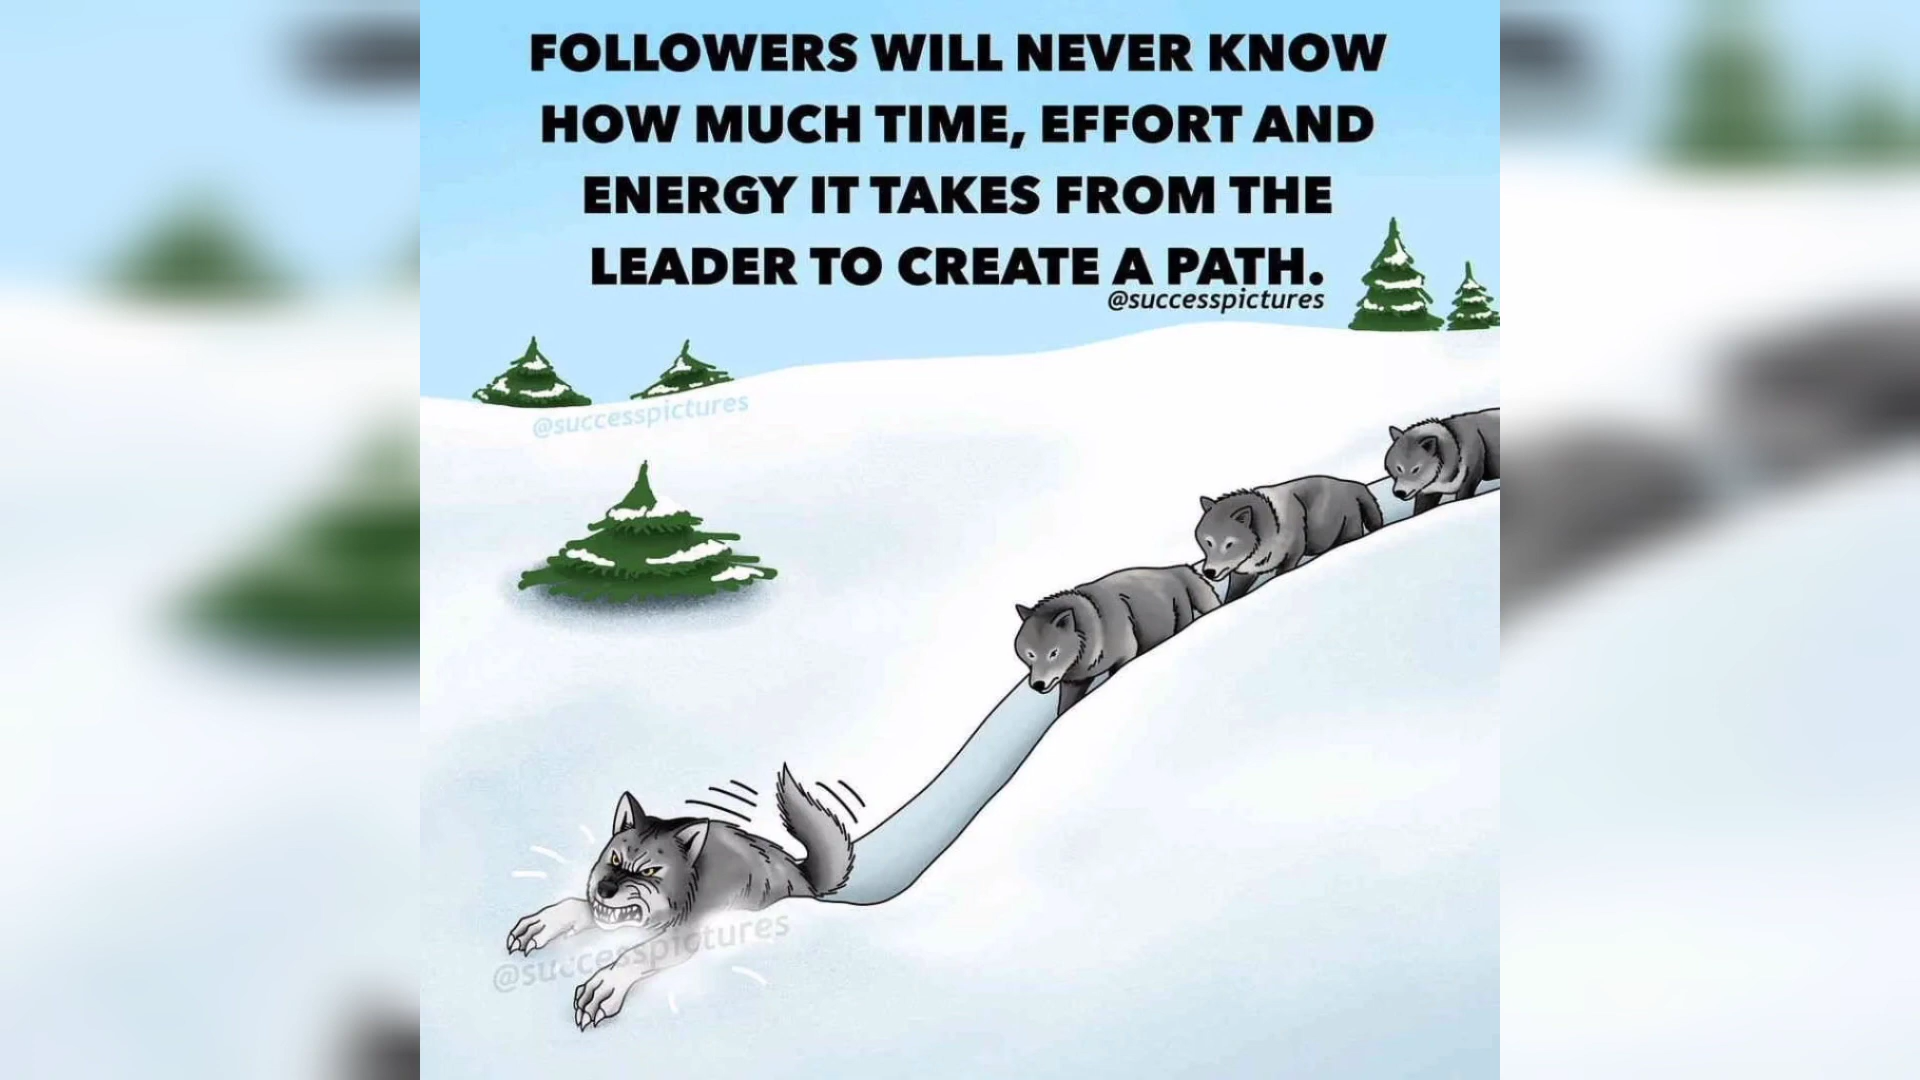 FOLLOWERS WILL NEVER KNOW
HOW MUCH TIME, EFFORT AND
ENERGY IT TAKES FROM THE
LEADER TO CREATE A PATH.
@successpictures
@successpictures
@successpictures